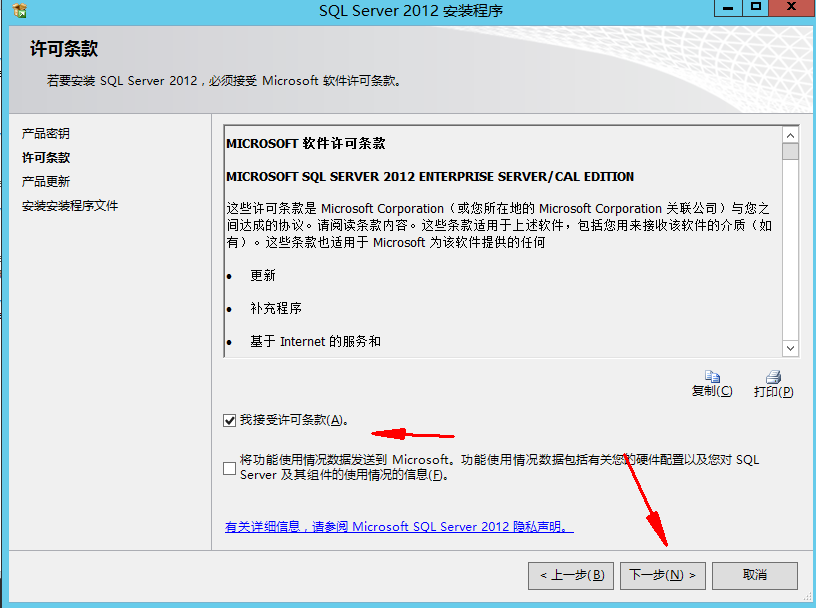 SQL Server 2012 安装程序
许可条款
若要安装 SQL Server 2012，必须接受 Microsoft 软件许可条款。
产品密钥
许可条款
产品更新
安装安装程序文件
MICROSOFT 软件许可条款
MICROSOFT SQL SERVER 2012 ENTERPRISE SERVER/CAL EDITION
这些许可条款是 Microsoft Corporation（或您所在地的 Microsoft Corporation 关联公司）与您之
间达成的协议。请阅读条款内容。这些条款适用于上述软件，包括您用来接收该软件的介质（如
有）。这些条款也适用于 Microsoft 为该软件提供的任何
• 更新
• 补充程序
• 基于 Internet 的服务和
复制(C) 打印(P)
我接受许可条款(A)。
将功能使用情况数据发送到 Microsoft。功能使用情况数据包括有关您的硬件配置以及您对 SQL
Server 及其组件的使用情况的信息(F)。
有关详细信息，请参阅 Microsoft SQL Server 2012 隐私声明。
< 上一步(B) 下一步(N) > 取消